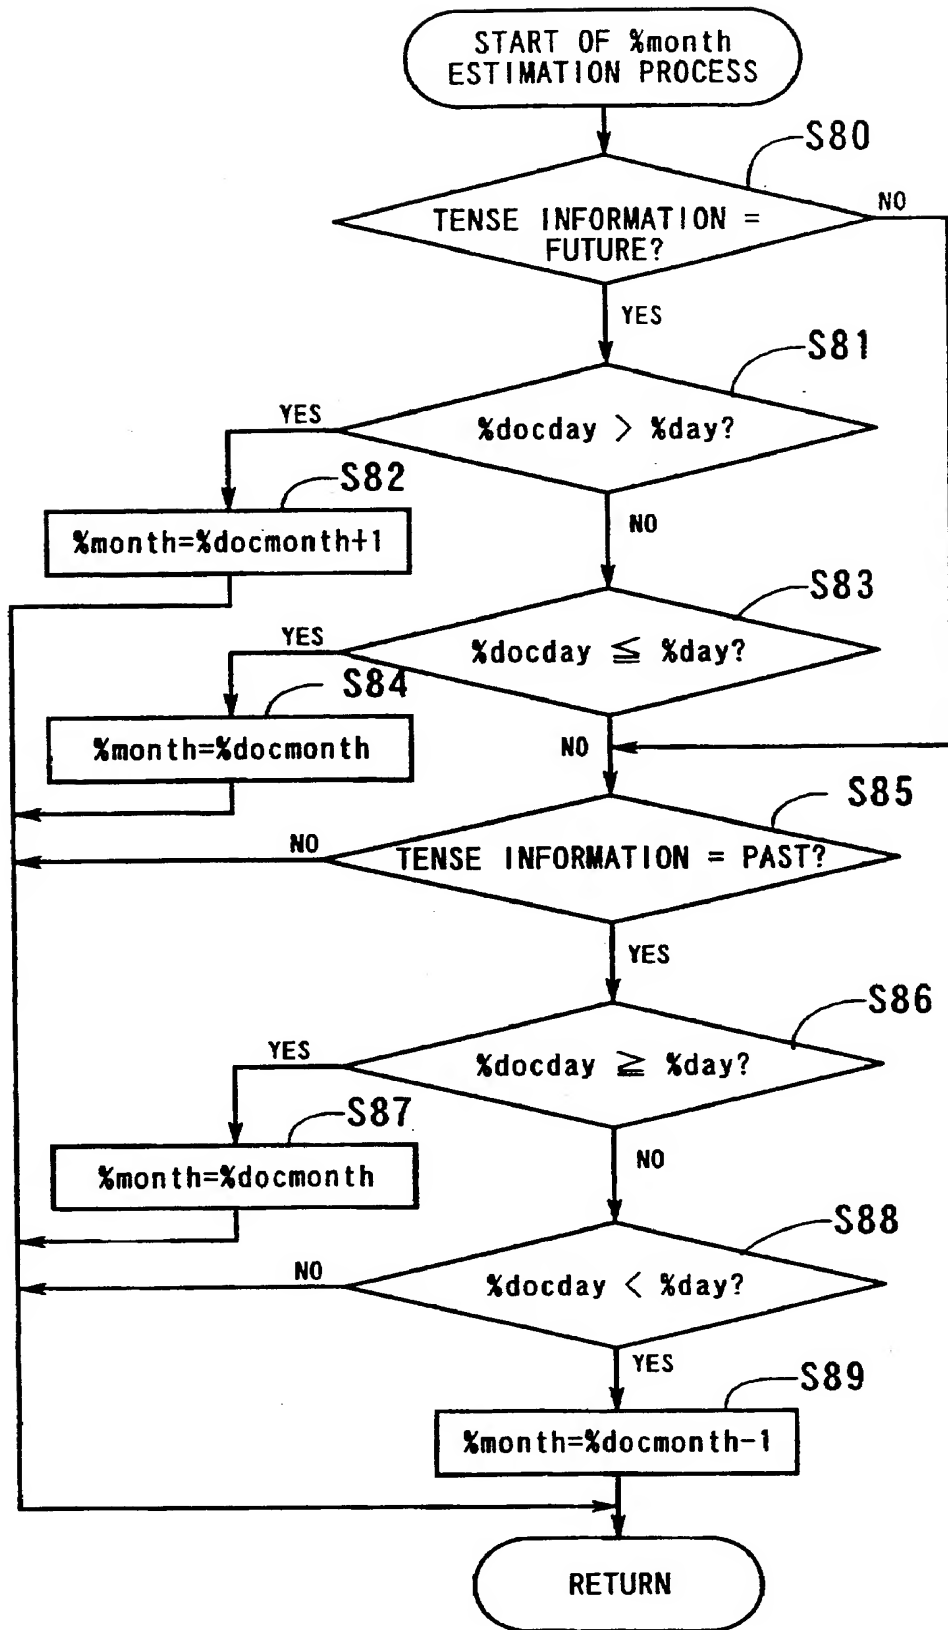 START OF %month
ESTIMATION PROCESS
S80
TENSE INFORMATION =
FUTURE?
NO
YES
S81
%docday > %day?
YES
S82
%month=%docmonth+1
NO
S83
%docday ≦ %day?
YES
S84
%month=%docmonth
NO
S85
TENSE INFORMATION = PAST?
NO
YES
S86
%docday ≧ %day?
YES
S87
%month=%docmonth
NO
S88
%docday < %day?
NO
YES
S89
%month=%docmonth-1
RETURN